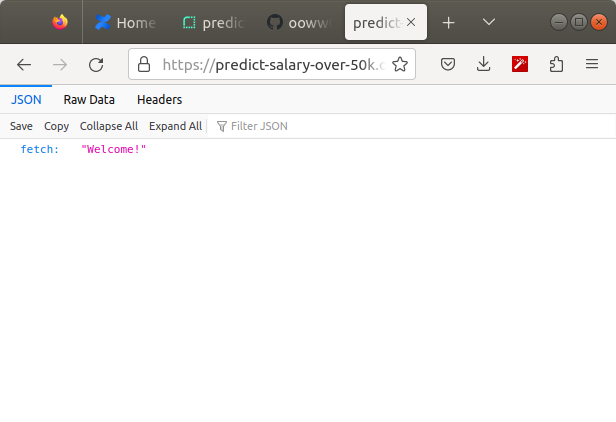 Home predic oowwu predict-
https://predict-salary-over-50k.c
JSON Raw Data Headers
Save Copy Collapse All Expand All Filter JSON
fetch: "Welcome!"